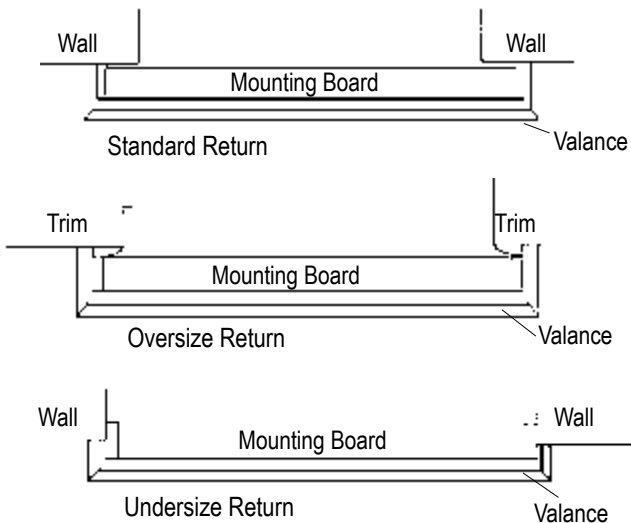 Wall
Wall
Mounting Board
Standard Return
Valance
Trim
Trim
Mounting Board
Oversize Return
Valance
Wall
Mounting Board
Wall
Undersize Return
Valance